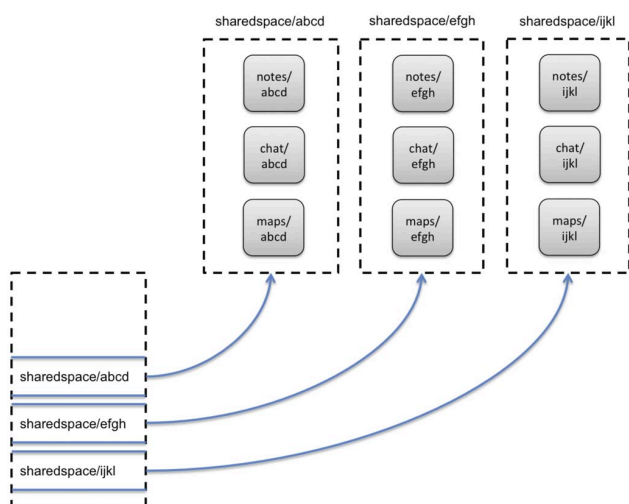 sharedspace/abcd
sharedspace/efgh
sharedspace/ijkl
notes/
abcd
notes/
efgh
notes/
ijkl
chat/
abcd
chat/
efgh
chat/
ijkl
maps/
abcd
maps/
efgh
maps/
ijkl
sharedspace/abcd
sharedspace/efgh
sharedspace/ijkl